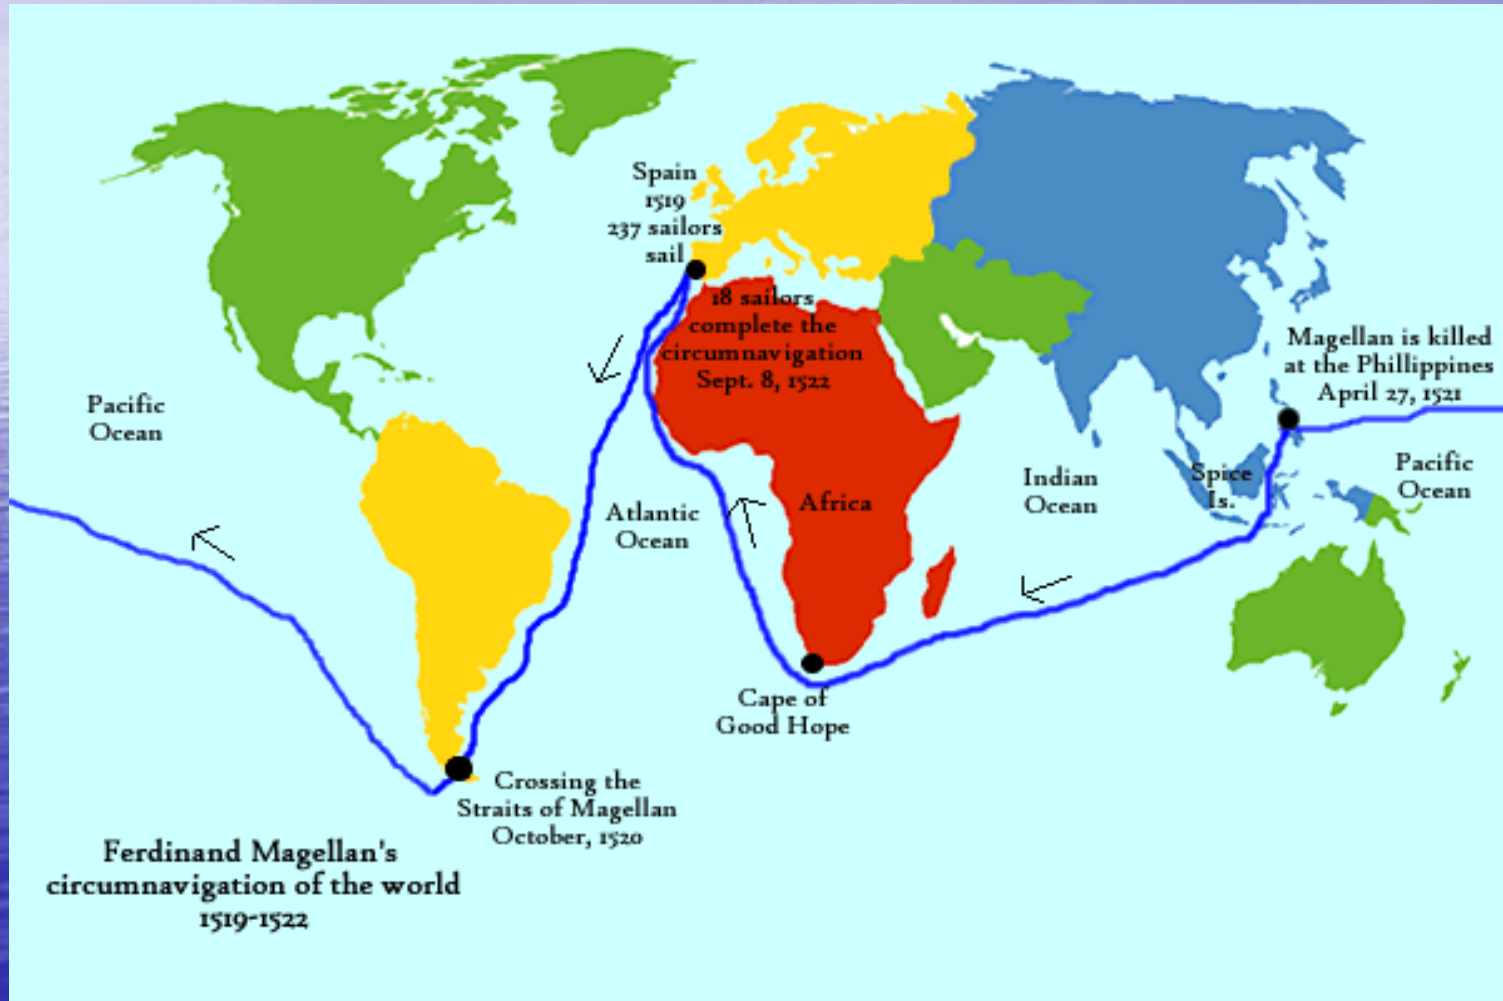 Spain
1519
237 sailors
sail
18 sailors
complete the
circumnavigation
Sept. 8, 1522
Magellan is killed
at the Phillippines
April 27, 1521
Pacific
Ocean
Atlantic
Ocean
Africa
Indian
Ocean
Spice
Is.
Pacific
Ocean
Cape of
Good Hope
Crossing the
Straits of Magellan
October, 1520
Ferdinand Magellan's
circumnavigation of the world
1519-1522